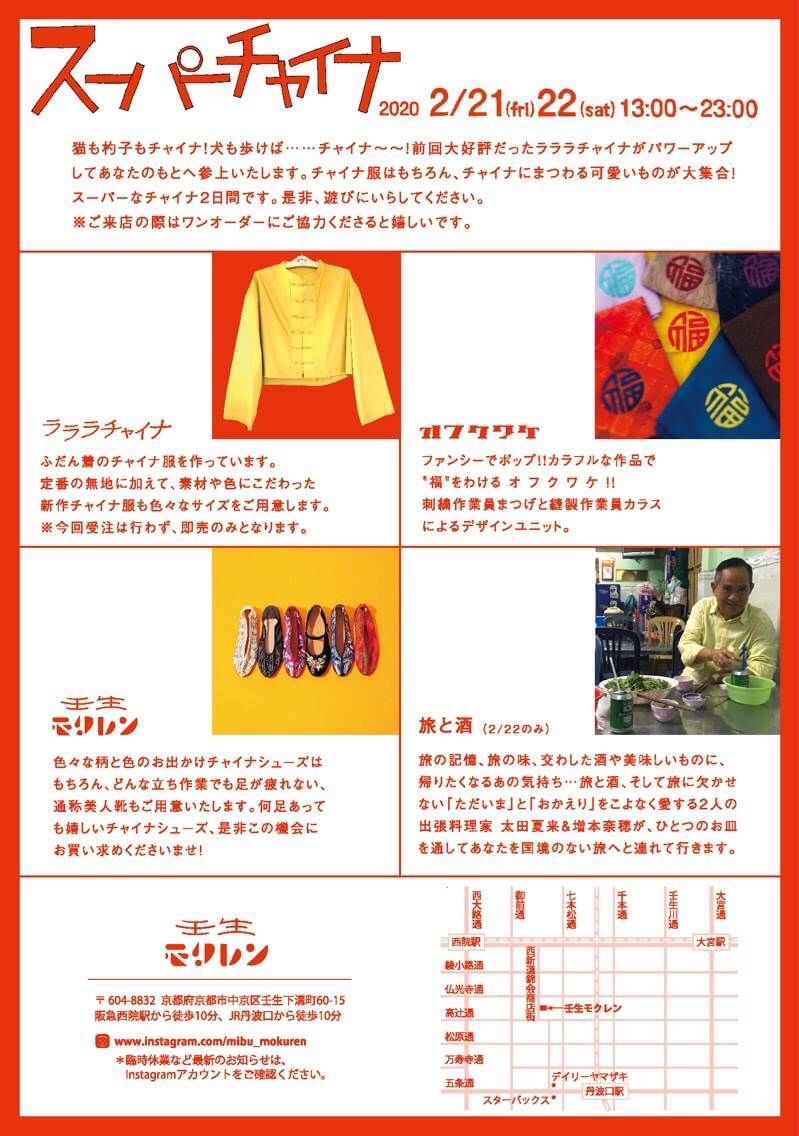 スーパーチャイナ
2020 2/21(fri)22(sat)13:00〜23:00
猫も杓子もチャイナ!犬も歩けば……チャイナ〜〜!前回大好評だったラララチャイナがパワーアップ
してあなたのもとへ参上いたします。チャイナ服はもちろん、チャイナにまつわる可愛いものが大集合!
スーパーなチャイナ2日間です。是非、遊びにいらしてください。
※ご来店の際はワンオーダーにご協力くださると嬉しいです。
ラララチャイナ
ふだん着のチャイナ服を作っています。
定番の無地に加えて、素材や色にこだわった
新作チャイナ服も色々なサイズをご用意します。
※今回受注は行わず、即売のみとなります。
福
福
福
福
福
オフクワケ
ファンシーでポップ!!カラフルな作品で
"福"をわける オフクワケ!!
刺繍作業員まつげと縫製作業員カラス
によるデザインユニット。
壬生
モクレン
色々な柄と色のお出かけチャイナシューズは
もちろん、どんな立ち作業でも足が疲れない、
通称美人靴もご用意いたします。何足あって
も嬉しいチャイナシューズ、是非この機会に
お買い求めくださいませ!
旅と酒 (2/22のみ)
旅の記憶、旅の味、交わした酒や美味しいものに、
帰りたくなるあの気持ち…旅と酒、そして旅に欠かせ
ない「ただいま」と「おかえり」をこよなく愛する2人の
出張料理家 太田夏来&増本奈穂が、ひとつのお皿
を通してあなたを国境のない旅へと連れて行きます。
壬生
モクレン
〒604-8832 京都府京都市中京区壬生下溝町60-15
阪急西院駅から徒歩10分、JR丹波口から徒歩10分
www.instagram.com/mibu_mokuren
*臨時休業など最新のお知らせは、
Instagramアカウントをご確認ください。
西大路通
御前通
七本松通
千本通
壬生川通
大宮通
西院駅
大宮駅
綾小路通
仏光寺通
高辻通
松原通
万寿寺通
五条通
西新道錦会商店街
壬生モクレン
デイリーヤマザキ
丹波口駅
スターバックス